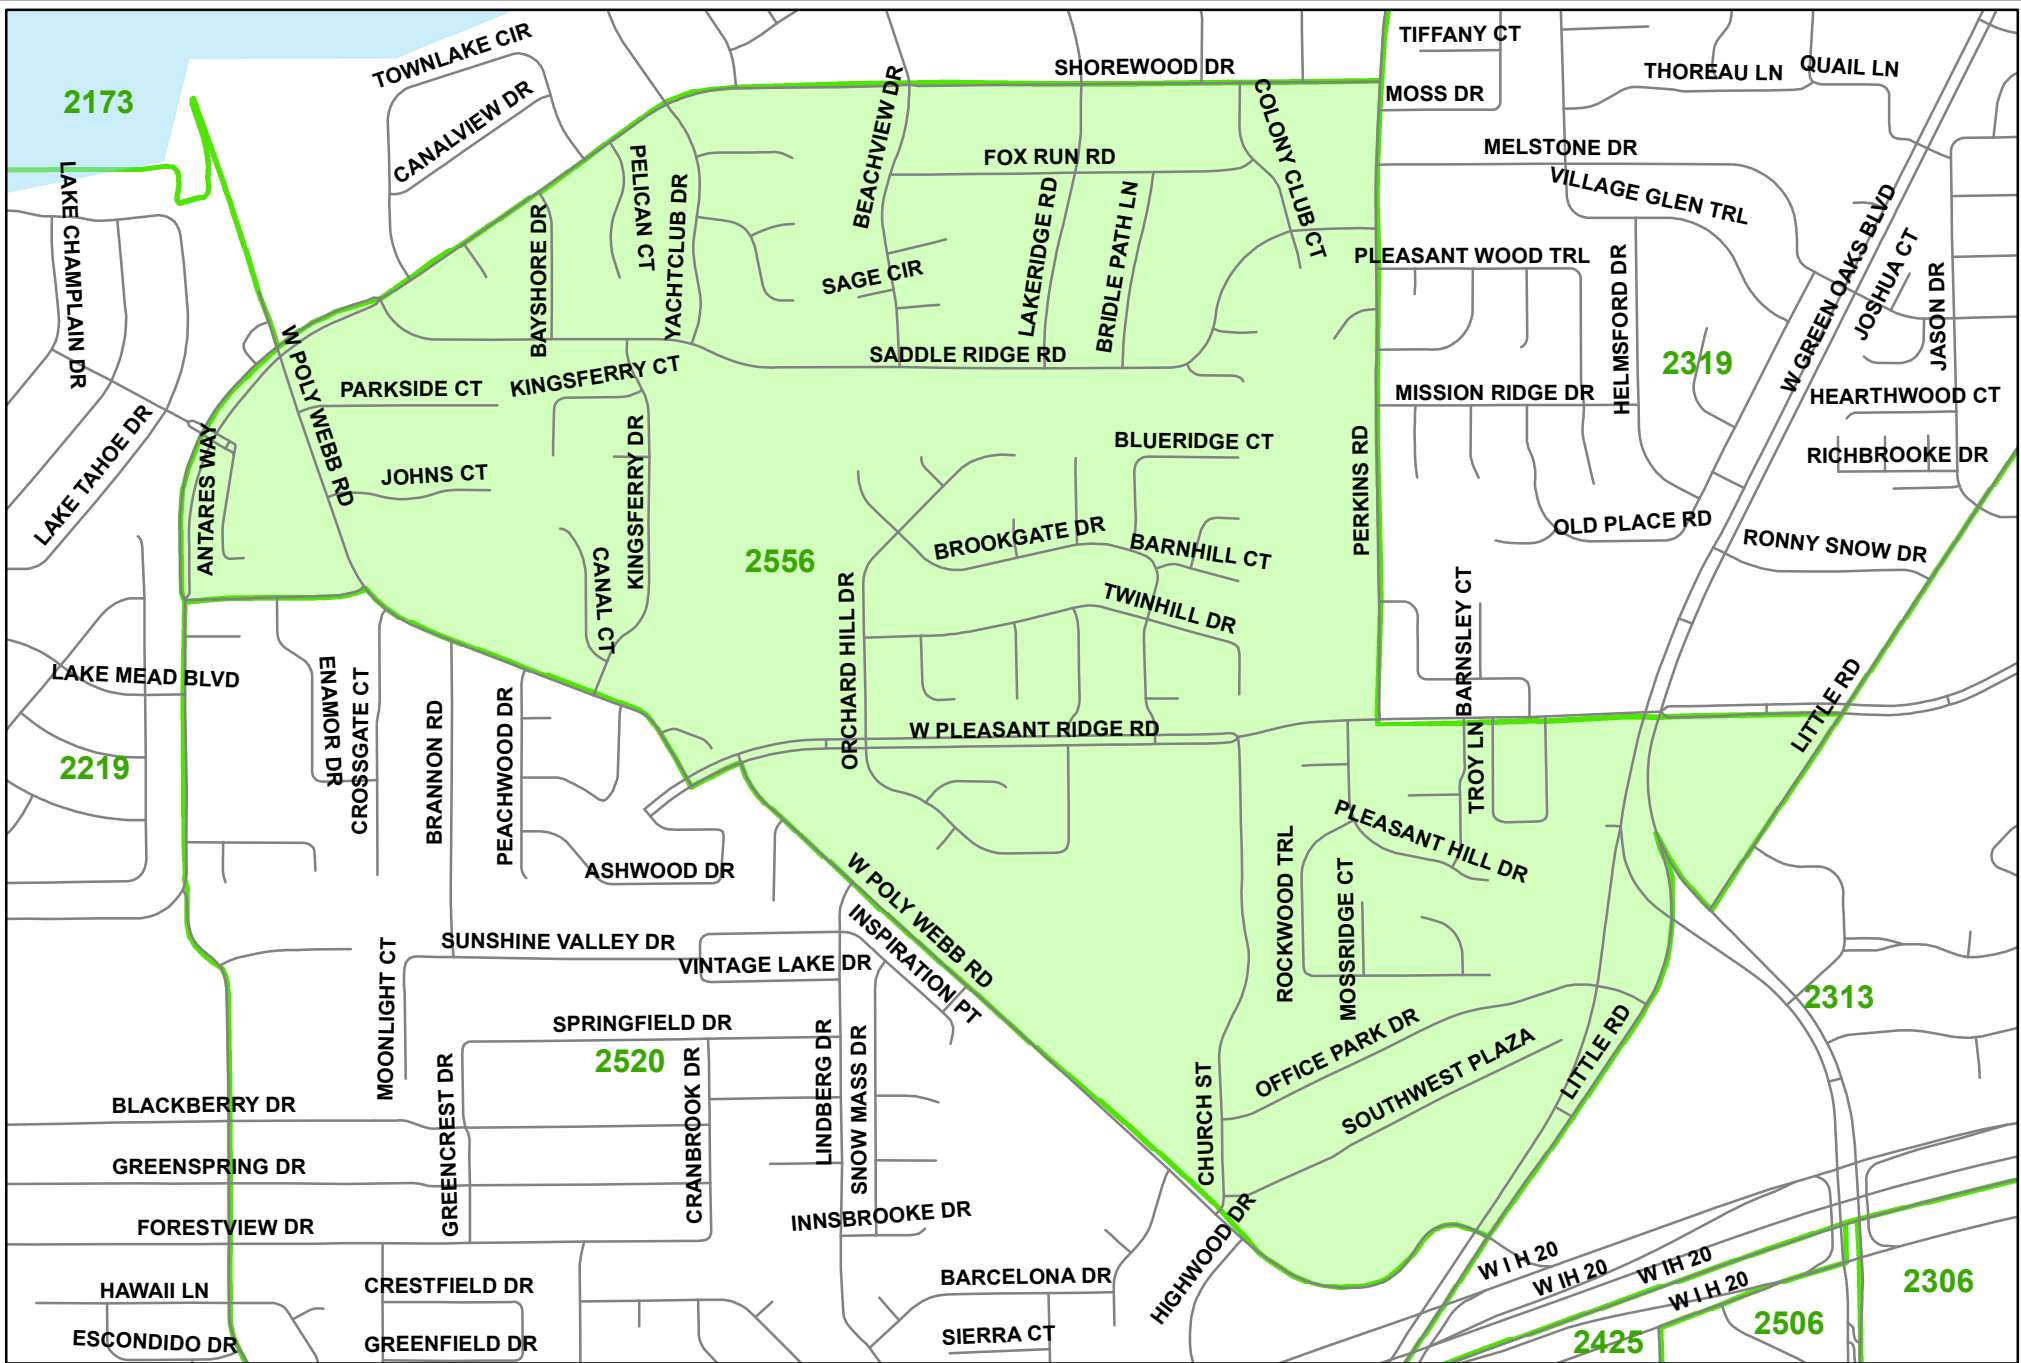 TOWNLAKE CIR
TIFFANY CT
SHOREWOOD DR
THOREAU LN
QUAIL LN
2173
CANALVIEW DR
BEACHVIEW DR
COLONY CLUB CT
MOSS DR
LAKE CHAMPLAIN DR
PELICAN CT
YACHTCLUB DR
FOX RUN RD
MELSTONE DR
VILLAGE GLEN TRL
BAYSHORE DR
LAKERIDGE RD
BRIDLE PATH LN
W GREEN OAKS BLVD
JOSHUA CT
JASON DR
SAGE CIR
PLEASANT WOOD TRL
HELMSFORD DR
W POLY WEBB RD
SADDLE RIDGE RD
2319
PARKSIDE CT
KINGSFERRY CT
MISSION RIDGE DR
HEARTHWOOD CT
LAKE TAHOE DR
ANTARES WAY
JOHNS CT
KINGSFERRY DR
BLUERIDGE CT
PERKINS RD
RICHBROOKE DR
2556
BROOKGATE DR
BARNHILL CT
OLD PLACE RD
RONNY SNOW DR
CANAL CT
ORCHARD HILL DR
TWINHILL DR
BARNSLEY CT
LAKE MEAD BLVD
ENAMOR DR
CROSSGATE CT
BRANNON RD
PEACHWOOD DR
W PLEASANT RIDGE RD
TROY LN
LITTLE RD
2219
ASHWOOD DR
PLEASANT HILL DR
W POLY WEBB RD
ROCKWOOD TRL
MOSSRIDGE CT
INSPIRATION PT
SUNSHINE VALLEY DR
VINTAGE LAKE DR
MOONLIGHT CT
2313
SPRINGFIELD DR
2520
LINDBERG DR
SNOW MASS DR
OFFICE PARK DR
SOUTHWEST PLAZA
LITTLE RD
CHURCH ST
GREENCREST DR
CRANBROOK DR
BLACKBERRY DR
GREENSPRING DR
FORESTVIEW DR
INNSBROOKE DR
HIGHWOOD DR
HAWAII LN
CRESTFIELD DR
BARCELONA DR
W I H 20
W IH 20
W IH 20
W I H 20
2306
ESCONDIDO DR
GREENFIELD DR
SIERRA CT
2425
2506